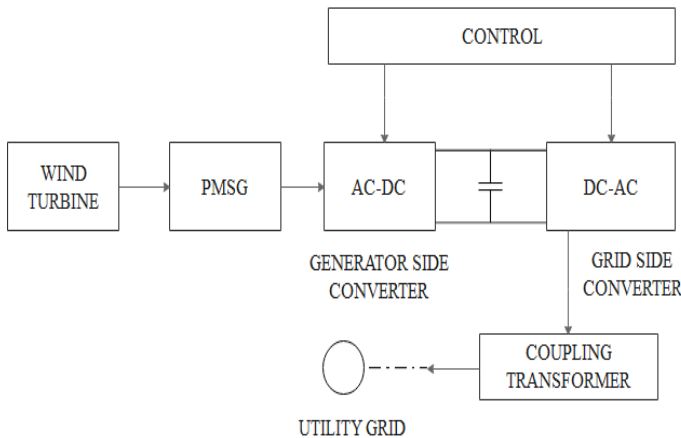 CONTROL
WIND
TURBINE
PMSG
AC-DC
DC-AC
GENERATOR SIDE
CONVERTER
GRID SIDE
CONVERTER
COUPLING
TRANSFORMER
UTILITY GRID